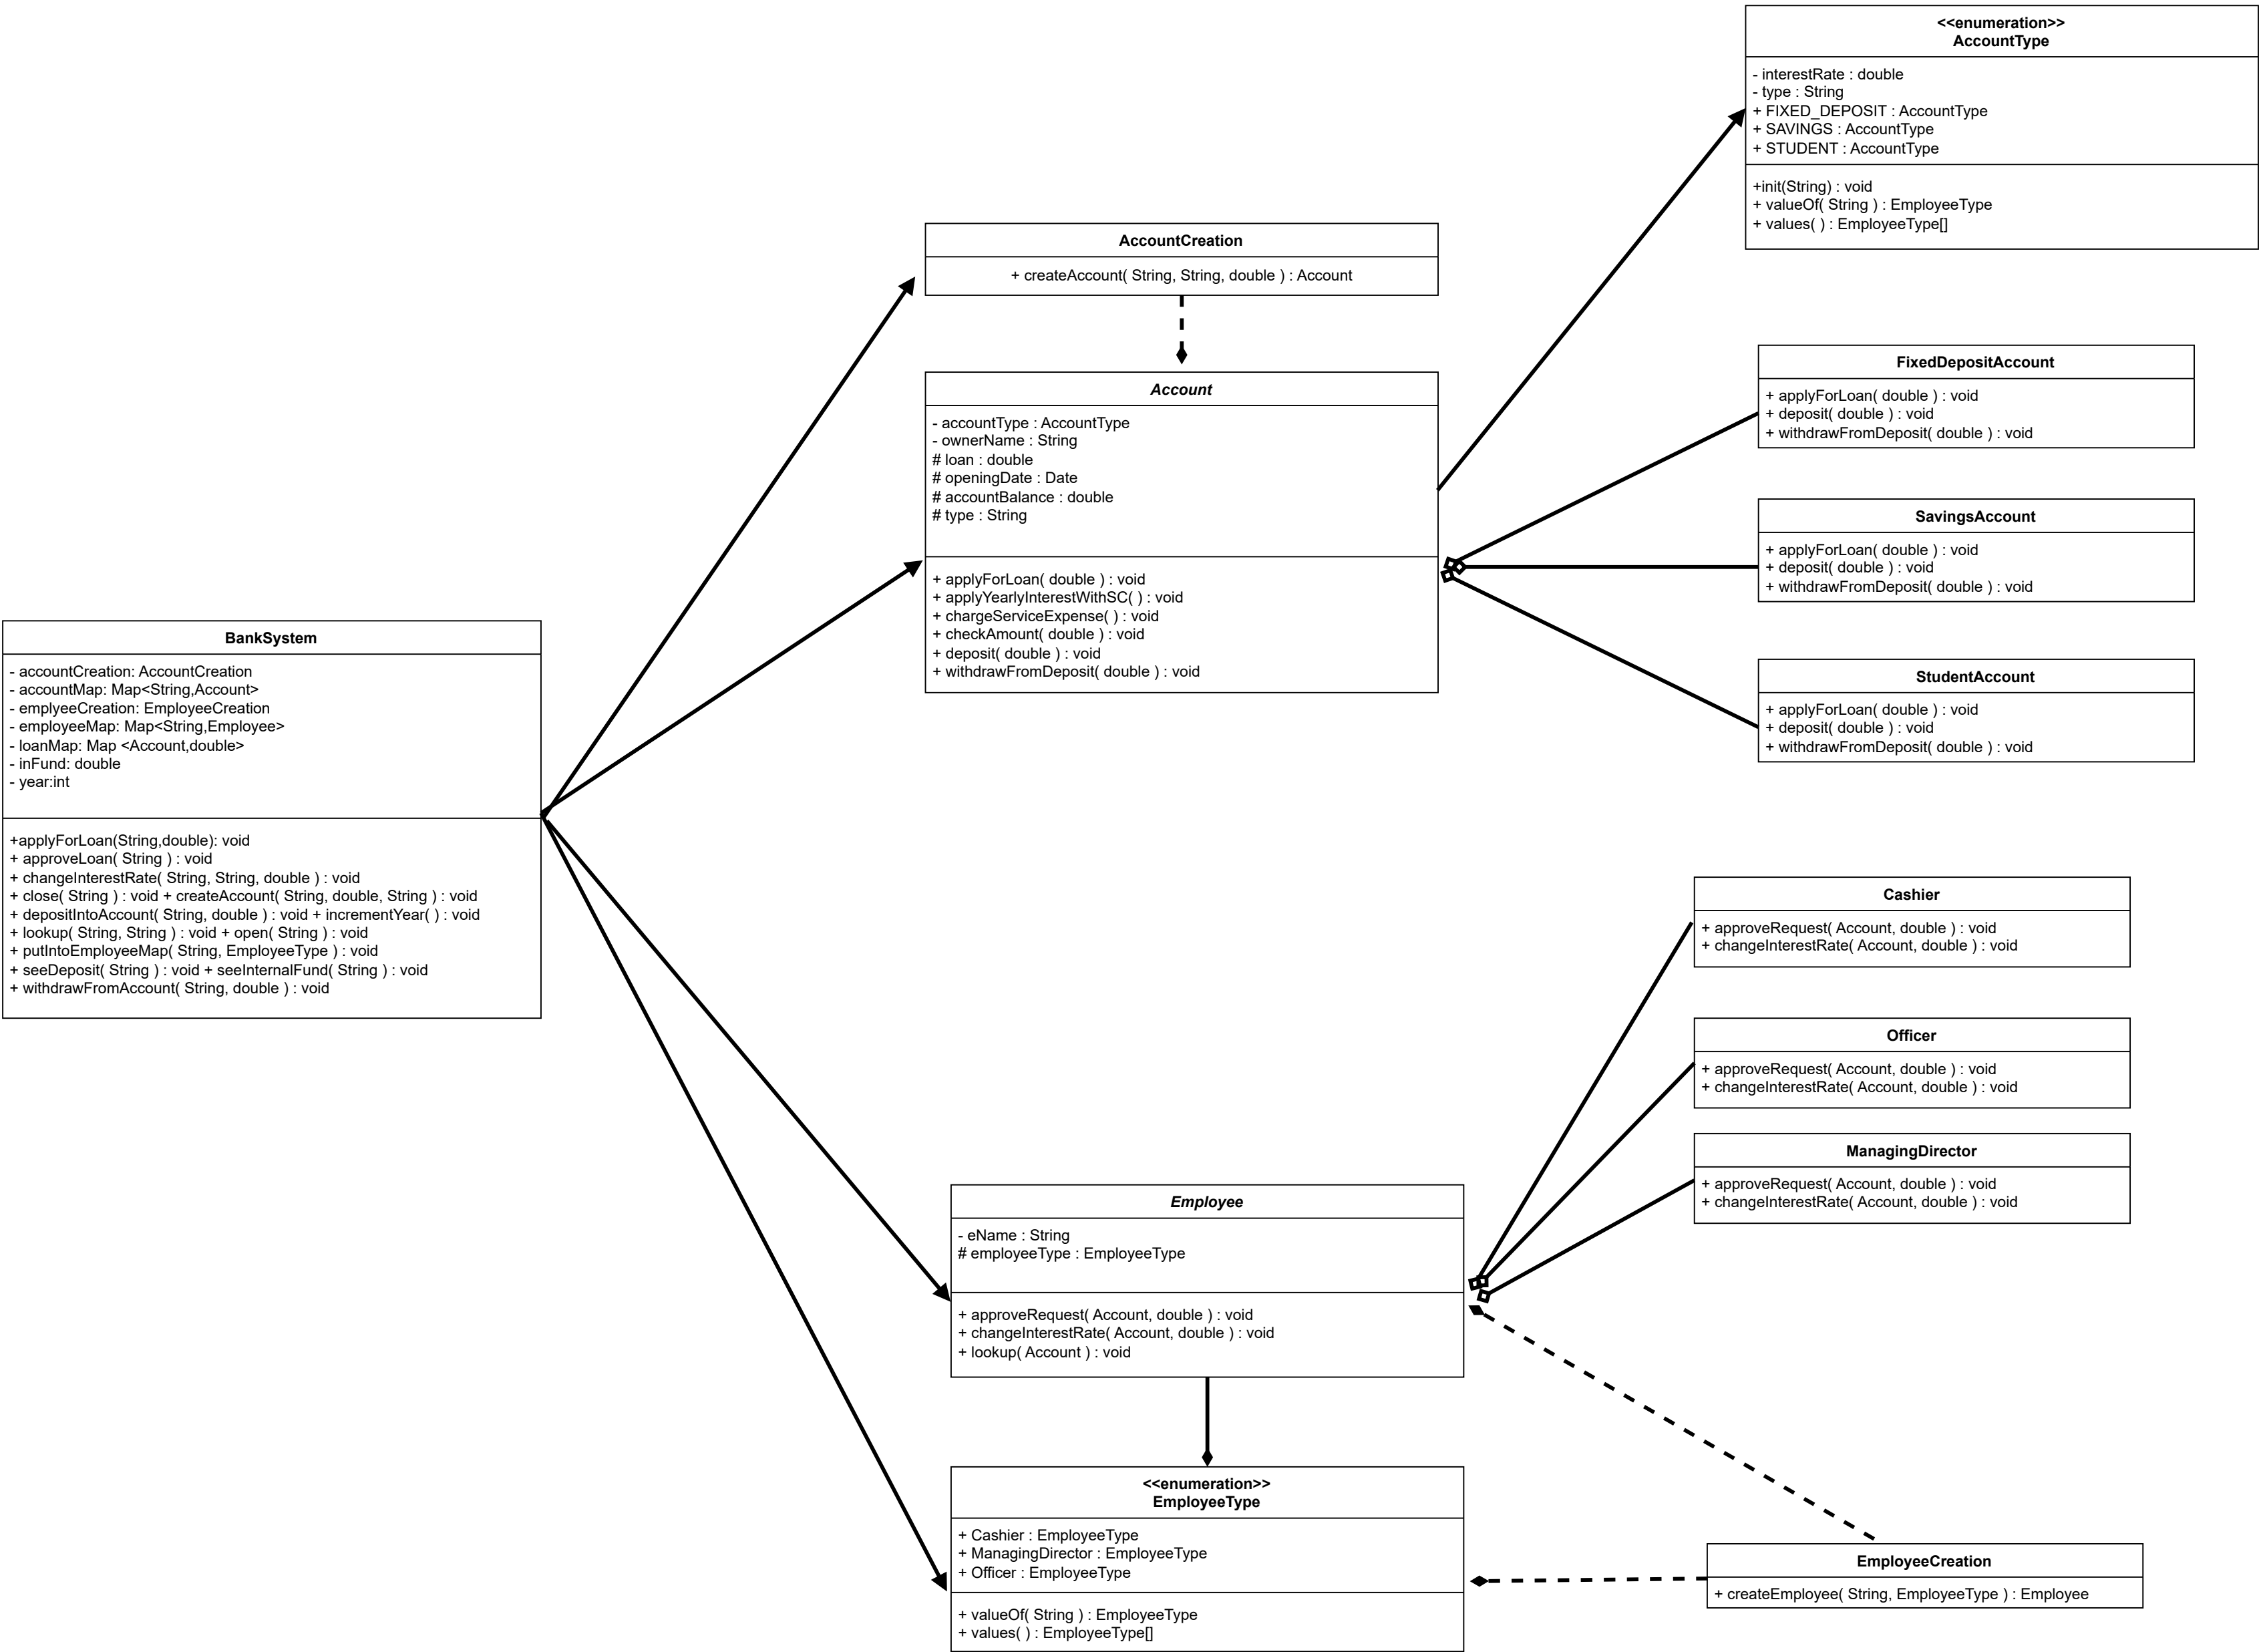 <<enumeration>>
AccountType
- interestRate : double
- type : String
+ FIXED_DEPOSIT : AccountType
+ SAVINGS : AccountType
+ STUDENT : AccountType
+init(String) : void
+ valueOf( String ) : EmployeeType
+ values( ) : EmployeeType[]
AccountCreation
+ createAccount( String, String, double ) : Account
Account
- accountType : AccountType
- ownerName : String
# loan : double
# openingDate : Date
# accountBalance : double
# type : String
+ applyForLoan( double ) : void
+ applyYearlyInterestWithSC( ) : void
+ chargeServiceExpense( ) : void
+ checkAmount( double ) : void
+ deposit( double ) : void
+ withdrawFromDeposit( double ) : void
FixedDepositAccount
+ applyForLoan( double ) : void
+ deposit( double ) : void
+ withdrawFromDeposit( double ) : void
SavingsAccount
+ applyForLoan( double ) : void
+ deposit( double ) : void
+ withdrawFromDeposit( double ) : void
StudentAccount
+ applyForLoan( double ) : void
+ deposit( double ) : void
+ withdrawFromDeposit( double ) : void
BankSystem
- accountCreation: AccountCreation
- accountMap: Map<String,Account>
- emplyeeCreation: EmployeeCreation
- employeeMap: Map<String,Employee>
- loanMap: Map <Account,double>
- inFund: double
- year:int
+applyForLoan(String,double): void
+ approveLoan( String ) : void
+ changeInterestRate( String, String, double ) : void
+ close( String ) : void + createAccount( String, double, String ) : void
+ depositIntoAccount( String, double ) : void + incrementYear( ) : void
+ lookup( String, String ) : void + open( String ) : void
+ putIntoEmployeeMap( String, EmployeeType ) : void
+ seeDeposit( String ) : void + seeInternalFund( String ) : void
+ withdrawFromAccount( String, double ) : void
Cashier
+ approveRequest( Account, double ) : void
+ changeInterestRate( Account, double ) : void
Officer
+ approveRequest( Account, double ) : void
+ changeInterestRate( Account, double ) : void
ManagingDirector
+ approveRequest( Account, double ) : void
+ changeInterestRate( Account, double ) : void
Employee
- eName : String
# employeeType : EmployeeType
+ approveRequest( Account, double ) : void
+ changeInterestRate( Account, double ) : void
+ lookup( Account ) : void
<<enumeration>>
EmployeeType
+ Cashier : EmployeeType
+ ManagingDirector : EmployeeType
+ Officer : EmployeeType
+ valueOf( String ) : EmployeeType
+ values( ) : EmployeeType[]
EmployeeCreation
+ createEmployee( String, EmployeeType ) : Employee